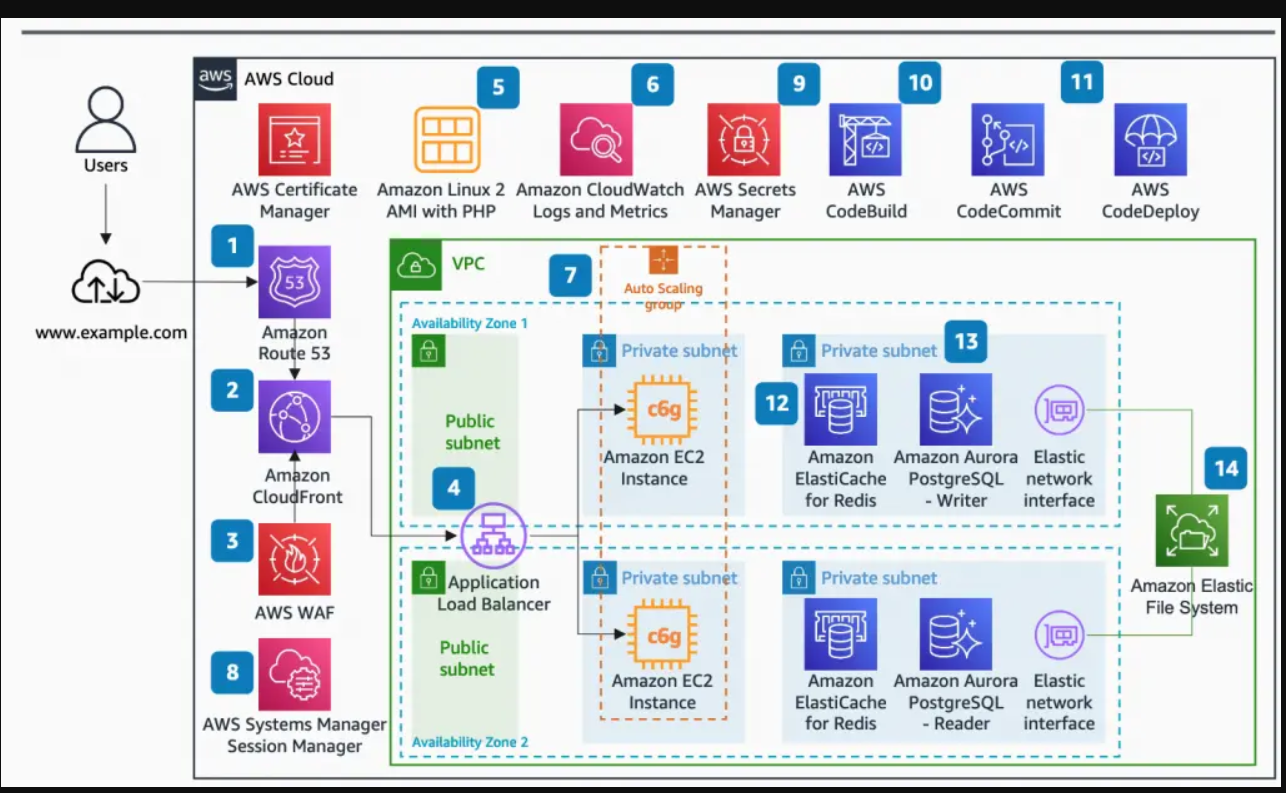 aws
AWS Cloud
5
6
9
10
11
Users
AWS Certificate
Manager
Amazon Linux 2
AMI with PHP
Amazon CloudWatch
Logs and Metrics
AWS Secrets
Manager
AWS
CodeBuild
AWS
CodeCommit
AWS
CodeDeploy
www.example.com
1
53
Amazon
Route 53
2
Amazon
CloudFront
3
AWS WAF
8
AWS Systems Manager
Session Manager
VPC
7
Auto Scaling
group
Availability Zone 1
Public
subnet
Private subnet
c6g
Amazon EC2
Instance
Private subnet
13
12
Amazon
ElastiCache
for Redis
Amazon Aurora
PostgreSQL
- Writer
Elastic
network
interface
4
Application
Load Balancer
14
Amazon Elastic
File System
Public
subnet
Private subnet
c6g
Amazon EC2
Instance
Private subnet
Amazon
ElastiCache
for Redis
Amazon Aurora
PostgreSQL
- Reader
Elastic
network
interface
Availability Zone 2